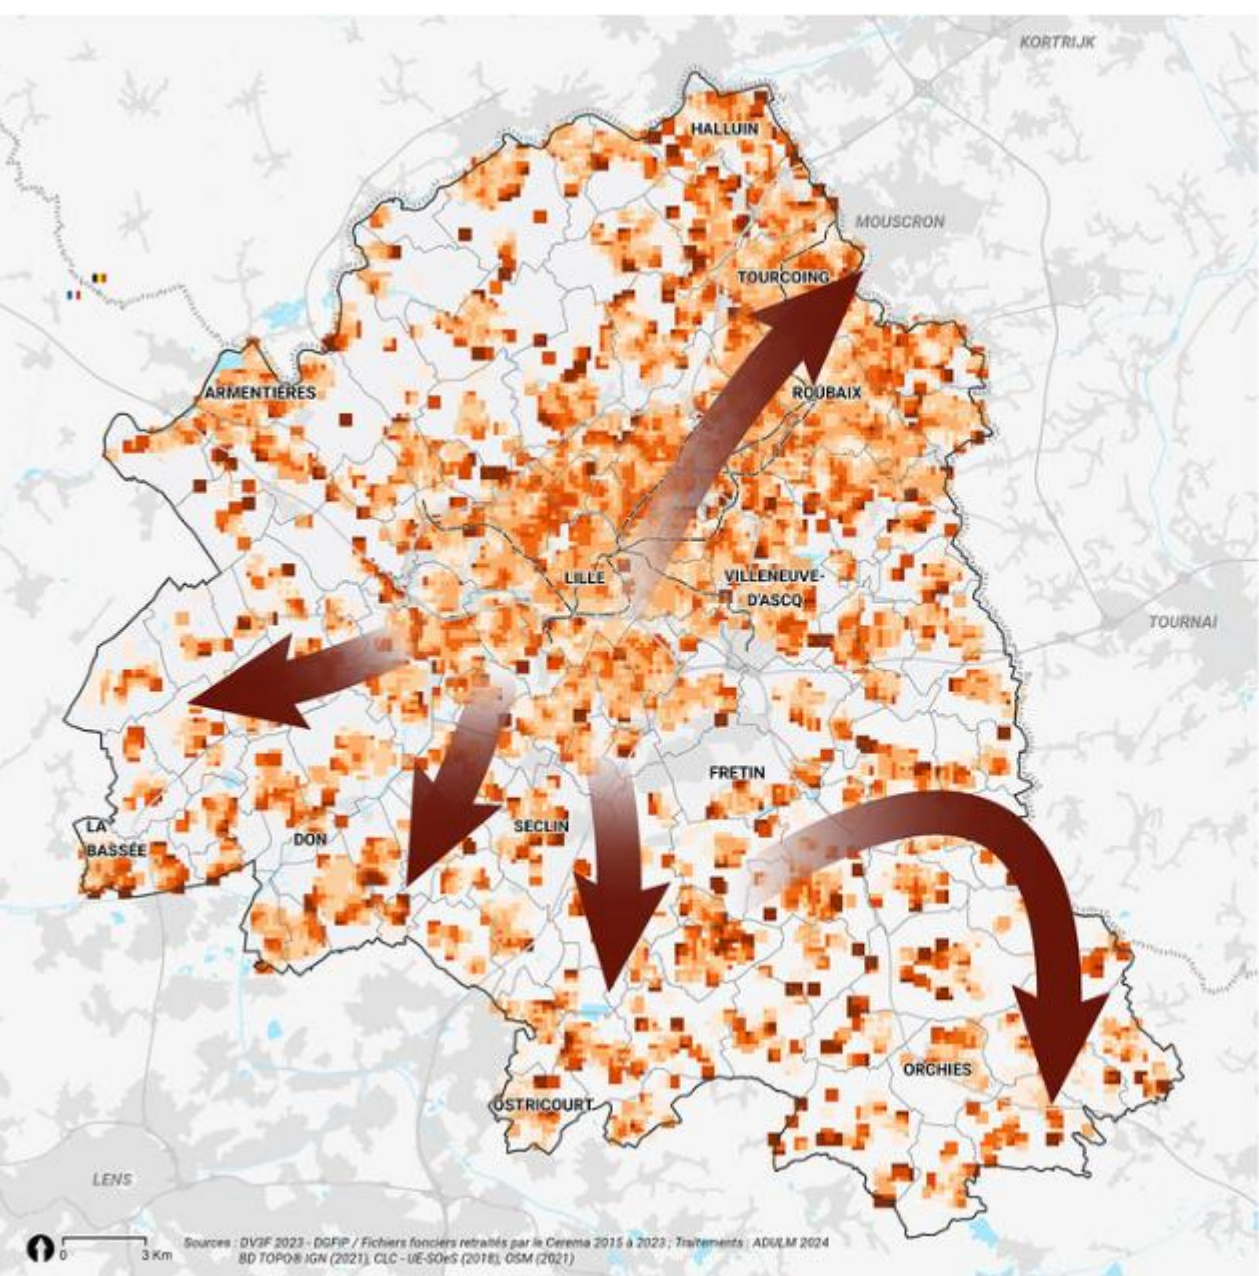 KORTRIJK
HALLUIN
MOUSCRON
TOURCOING
ARMENTIÈRES
ROUBAIX
LILLE
VILLENEUVE-
D'ASCQ
TOURNAI
FRETIN
LA
BASSÉE
DON
SECLIN
ORCHIES
OSTRICOURT
LENS
0 3 Km
Sources : DV3F 2023 - DGFiP / Fichiers fonciers retraités par le Cerema 2015 à 2023 ; Traitements : ADULM 2024
BD TOPO® IGN (2021), CLC - UE-SOeS (2018), OSM (2021)